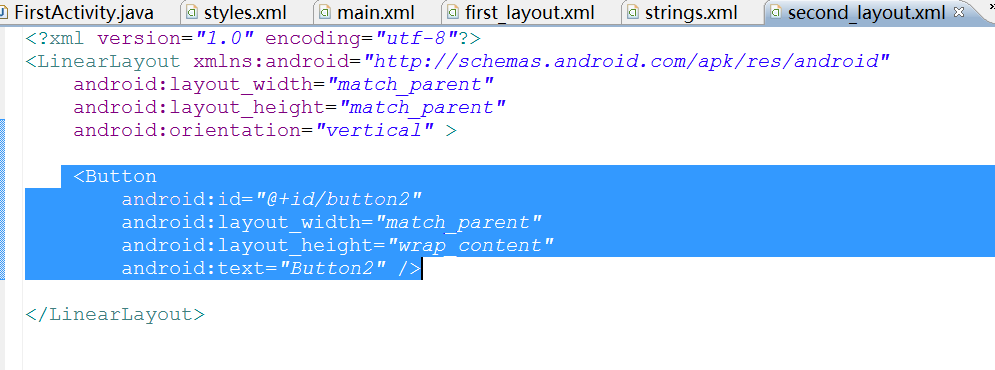 FirstActivity.java styles.xml main.xml first_layout.xml strings.xml second_layout.xml
<?xml version="1.0" encoding="utf-8"?>
<LinearLayout xmlns:android="http://schemas.android.com/apk/res/android"
    android:layout_width="match_parent"
    android:layout_height="match_parent"
    android:orientation="vertical" >
    <Button
        android:id="@+id/button2"
        android:layout_width="match_parent"
        android:layout_height="wrap_content"
        android:text="Button2" />
</LinearLayout>